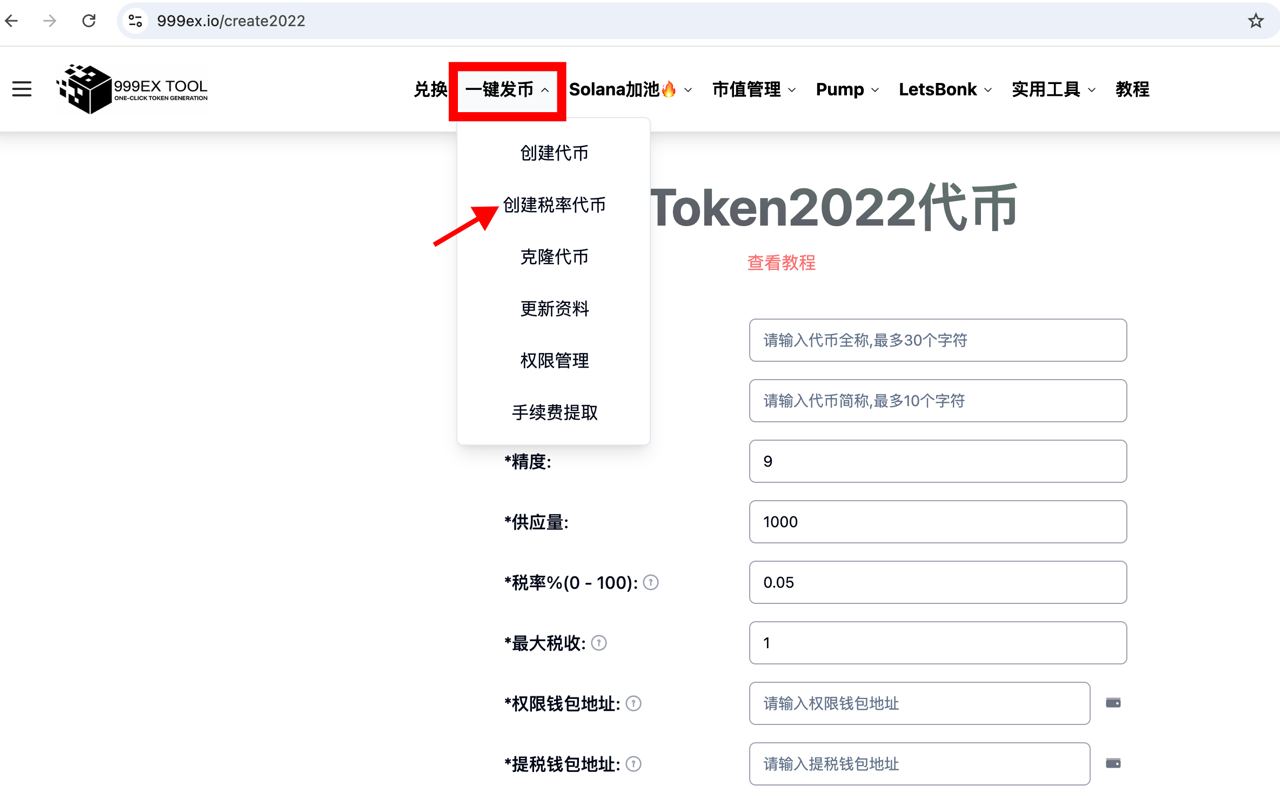 999ex.io/create2022
999EX TOOL
ONE-CLICK TOKEN GENERATION
兑换 一键发币 Solana加池🔥 市值管理 Pump LetsBonk 实用工具 教程
创建代币
创建税率代币
克隆代币
更新资料
权限管理
手续费提取
Token2022代币
查看教程
请输入代币全称,最多30个字符
请输入代币简称,最多10个字符
*精度: 9
*供应量: 1000
*税率%(0 - 100): 0.05
*最大税收: 1
*权限钱包地址: 请输入权限钱包地址
*提税钱包地址: 请输入提税钱包地址